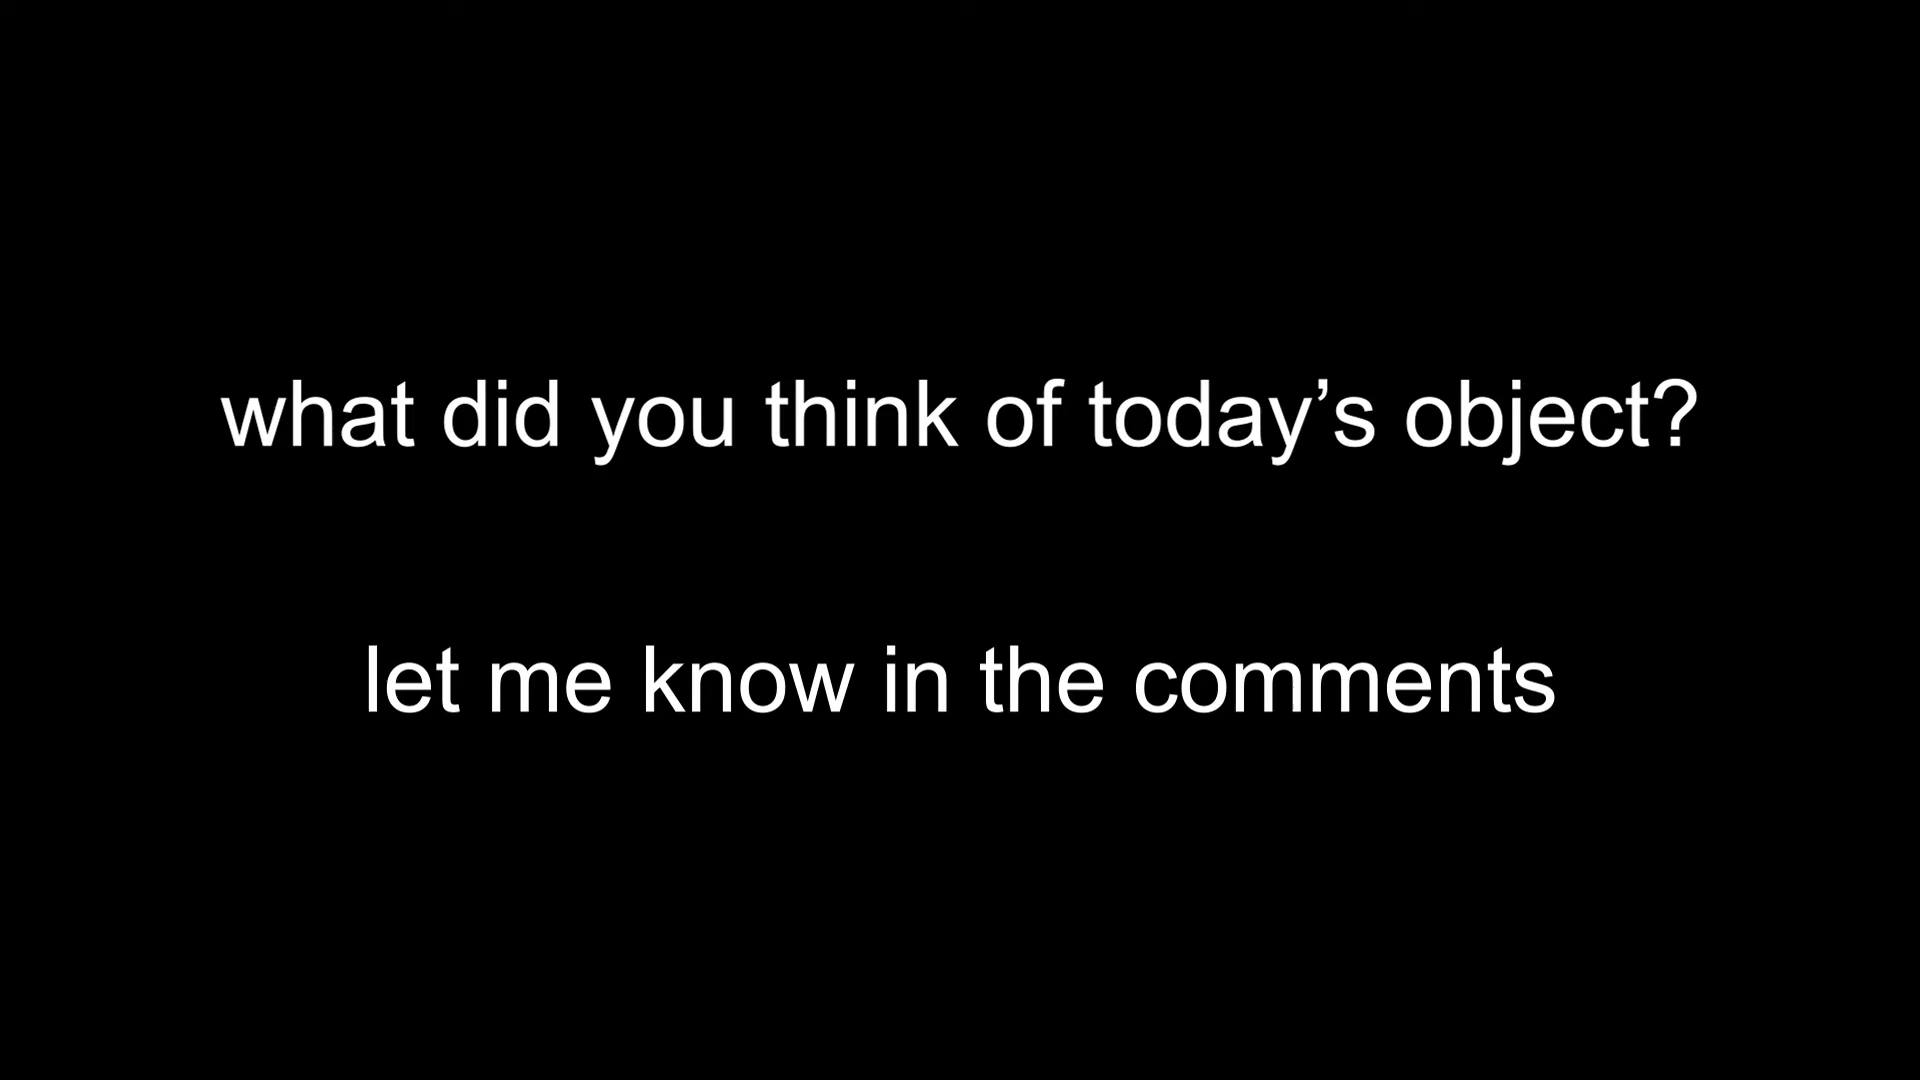 what did you think of today’s object?
let me know in the comments